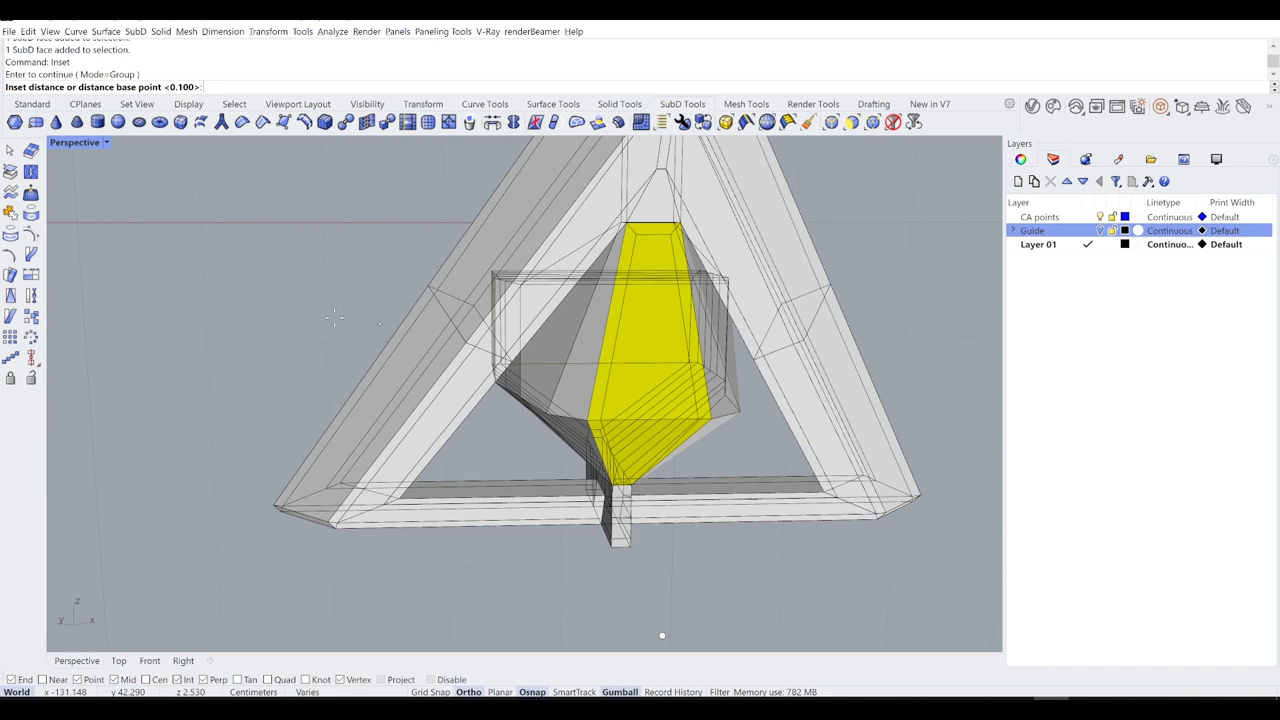 File Edit View Curve Surface SubD Solid Mesh Dimension Transform Tools Analyze Render Panels Paneling Tools V-Ray renderBeamer Help
1 SubD face added to selection.
Command: Inset
Enter to continue ( Mode=Group )
Inset distance or distance base point <0.100>:
Standard CPlanes Set View Display Select Viewport Layout Visibility Transform Curve Tools Surface Tools Solid Tools SubD Tools Mesh Tools Render Tools Drafting New in V7
Perspective
Layers
Layer Linetype Print Width
CA points Continuous Default
Guide Continuous Default
Layer 01 Continuo... Default
z
y x
Perspective Top Front Right
End Near Point Mid Cen Int Perp Tan Quad Knot Vertex Project Disable
World x -131.148 y 42.290 z 2.530 Centimeters Varies Grid Snap Ortho Planar Osnap SmartTrack Gumball Record History Filter Memory use: 782 MB